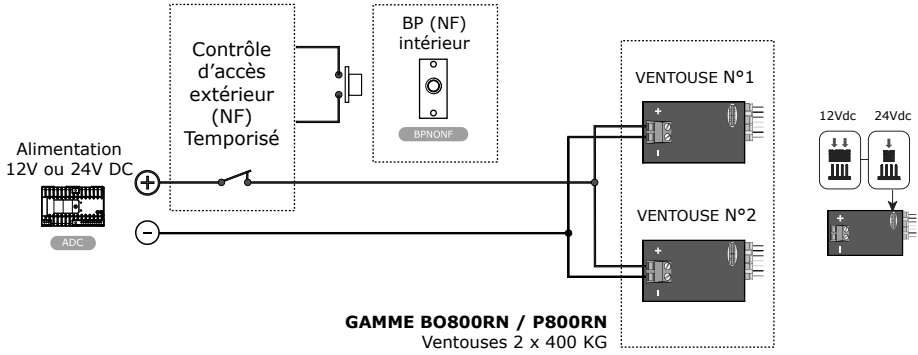 Contrôle
d’accès
extérieur
(NF)
Temporisé
BP (NF)
intérieur
BPNONF
Alimentation
12V ou 24V DC
+
-
ADC
VENTOUSE N°1
+
-
VENTOUSE N°2
+
-
12Vdc
24Vdc
+
-
GAMME BO800RN / P800RN
Ventouses 2 x 400 KG